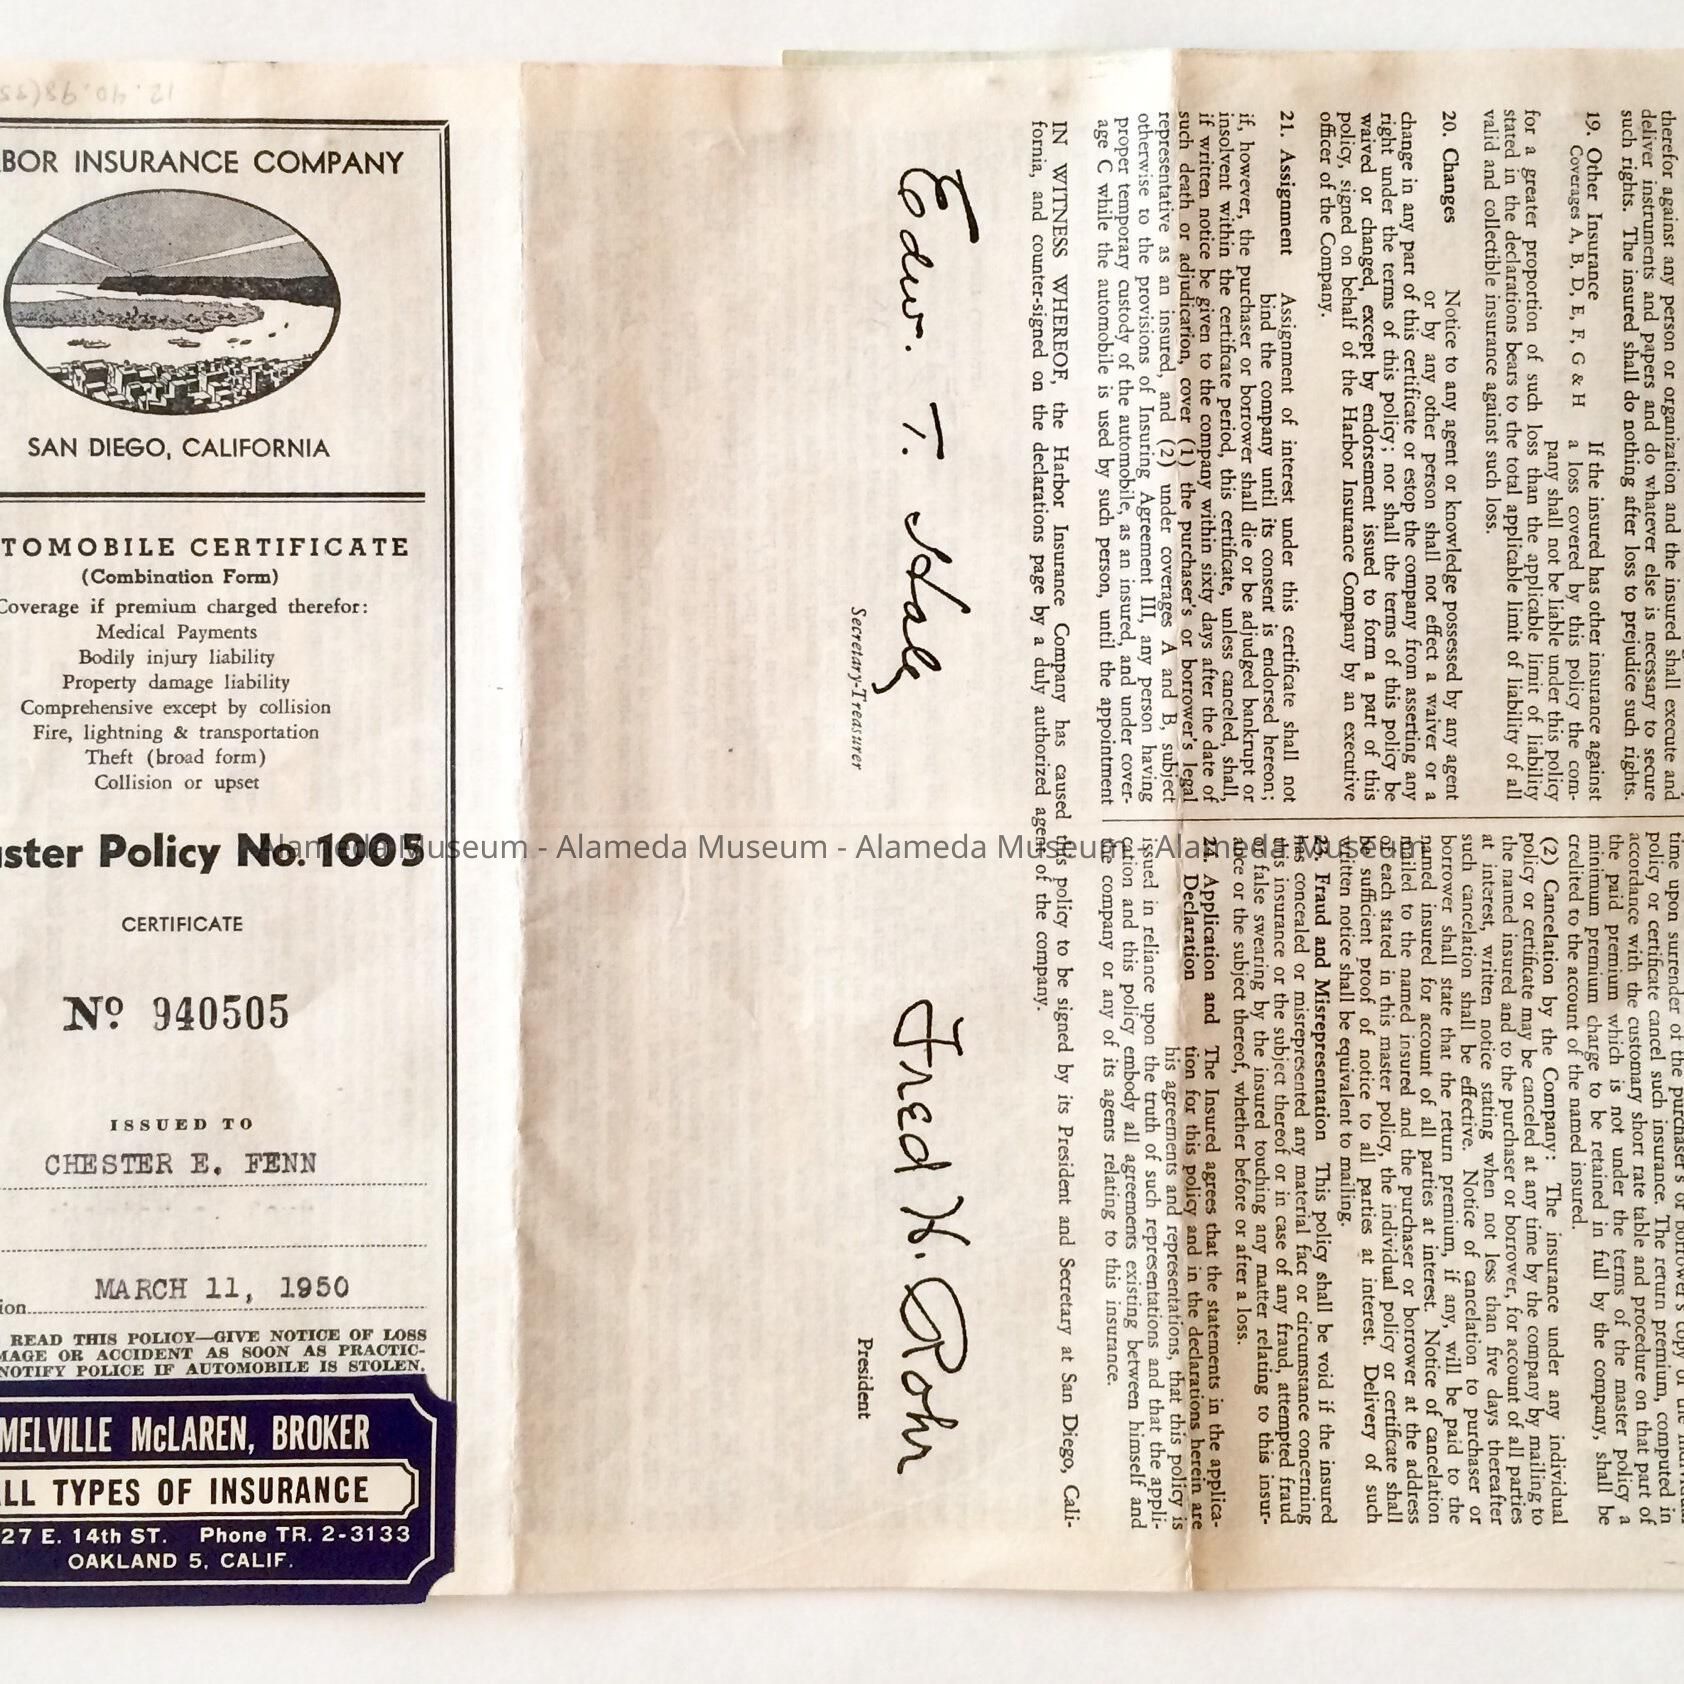 12.40.98(
BOR INSURANCE COMPANY
SAN DIEGO, CALIFORNIA
TOMOBILE CERTIFICATE
(Combination Form)
Coverage if premium charged therefor:
Medical Payments
Bodily injury liability
Property damage liability
Comprehensive except by collision
Fire, lightning & transportation
Theft (broad form)
Collision or upset
ster Policy No. 1005
CERTIFICATE
Nº 940505
ISSUED TO
CHESTER E. FENN
MARCH 11, 1950
ion
READ THIS POLICY—GIVE NOTICE OF LOSS
MAGE OR ACCIDENT AS SOON AS PRACTIC-
NOTIFY POLICE IF AUTOMOBILE IS STOLEN.
MELVILLE McLAREN, BROKER
LL TYPES OF INSURANCE
27 E. 14th ST. Phone TR. 2-3133
OAKLAND 5, CALIF.
therefor against any person or organization and the insured shall execute and
deliver instruments and papers and do whatever else is necessary to secure
such rights. The insured shall do nothing after loss to prejudice such rights.
19. Other Insurance If the insured has other insurance against
Coverages A, B, D, E, F, G & H a loss covered by this policy the com-
pany shall not be liable under this policy
for a greater proportion of such loss than the applicable limit of liability
stated in the declarations bears to the total applicable limit of liability of all
valid and collectible insurance against such loss.
20. Changes Notice to any agent or knowledge possessed by any agent
or by any other person shall not effect a waiver or a
change in any part of this certificate or estop the company from asserting any
right under the terms of this policy; nor shall the terms of this policy be
waived or changed, except by endorsement issued to form a part of this
policy, signed on behalf of the Harbor Insurance Company by an executive
officer of the Company.
21. Assignment Assignment of interest under this certificate shall not
bind the company until its consent is endorsed hereon;
if, however, the purchaser or borrower shall die or be adjudged bankrupt or
insolvent within the certificate period, this certificate, unless canceled, shall,
if written notice be given to the company within sixty days after the date of
such death or adjudication, cover (1) the purchaser's or borrower's legal
representative as an insured, and (2) under coverages A and B, subject
otherwise to the provisions of Insuring Agreement III, any person having
proper temporary custody of the automobile, as an insured, and under cover-
age C while the automobile is used by such person, until the appointment
time upon surrender of the purchaser's or borrower's copy of the
policy or certificate cancel such insurance. The return premium, computed in
accordance with the customary short rate table and procedure on that part of
the paid premium which is not under the terms of the master policy a
minimum premium charge to be retained in full by the company, shall be
credited to the account of the named insured.
(2) Cancelation by the Company: The insurance under any individual
policy or certificate may be canceled at any time by the company by mailing to
the named insured and to the purchaser or borrower, for account of all parties
at interest, written notice stating when not less than five days thereafter
such cancelation shall be effective. Notice of cancelation to purchaser or
borrower shall state that the return premium, if any, will be paid to the
named insured for account of all parties at interest. Notice of cancelation
mailed to the named insured and the purchaser or borrower at the address
of each stated in this master policy, the individual policy or certificate shall
be sufficient proof of notice to all parties at interest. Delivery of such
written notice shall be equivalent to mailing.
23. Fraud and Misrepresentation This policy shall be void if the insured
has concealed or misrepresented any material fact or circumstance concerning
this insurance or the subject thereof or in case of any fraud, attempted fraud
or false swearing by the insured touching any matter relating to this insur-
ance or the subject thereof, whether before or after a loss.
24. Application and The Insured agrees that the statements in the applica-
Declaration tion for this policy and in the declarations herein are
his agreements and representations, that this policy is
issued in reliance upon the truth of such representations and that the appli-
cation and this policy embody all agreements existing between himself and
the company or any of its agents relating to this insurance.
IN WITNESS WHEREOF, the Harbor Insurance Company has caused this policy to be signed by its President and Secretary at San Diego, Cali-
fornia, and counter-signed on the declarations page by a duly authorized agent of the company.
Edw. T. Hale
Secretary-Treasurer
Fred H. Rohr
President
Alameda Museum - Alameda Museum - Alameda Museum - Alameda Museum